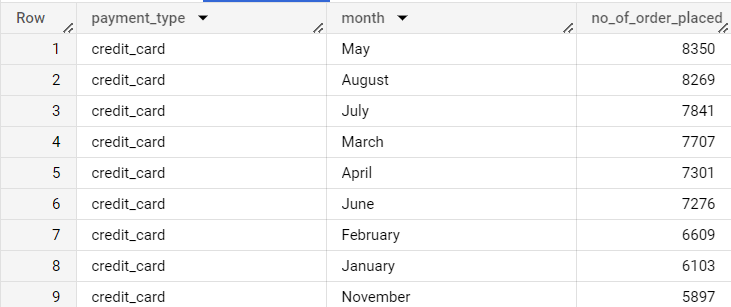 Row payment_type month no_of_order_placed
1 credit_card May 8350
2 credit_card August 8269
3 credit_card July 7841
4 credit_card March 7707
5 credit_card April 7301
6 credit_card June 7276
7 credit_card February 6609
8 credit_card January 6103
9 credit_card November 5897